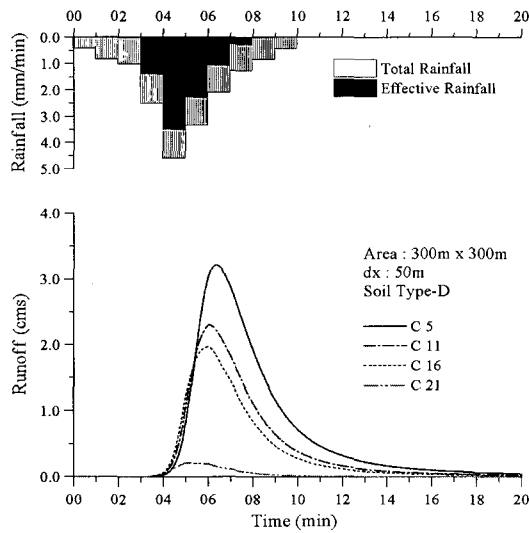 00 02 04 06 08 10 12 14 16 18 20
0.0
1.0
2.0
3.0
4.0
5.0
Rainfall (mm/min)
Total Rainfall
Effective Rainfall
4.0
3.0
2.0
1.0
0.0
Runoff (cms)
Area : 300m x 300m
dx : 50m
Soil Type-D
C 5
C 11
C 16
C 21
00 02 04 06 08 10 12 14 16 18 20
Time (min)